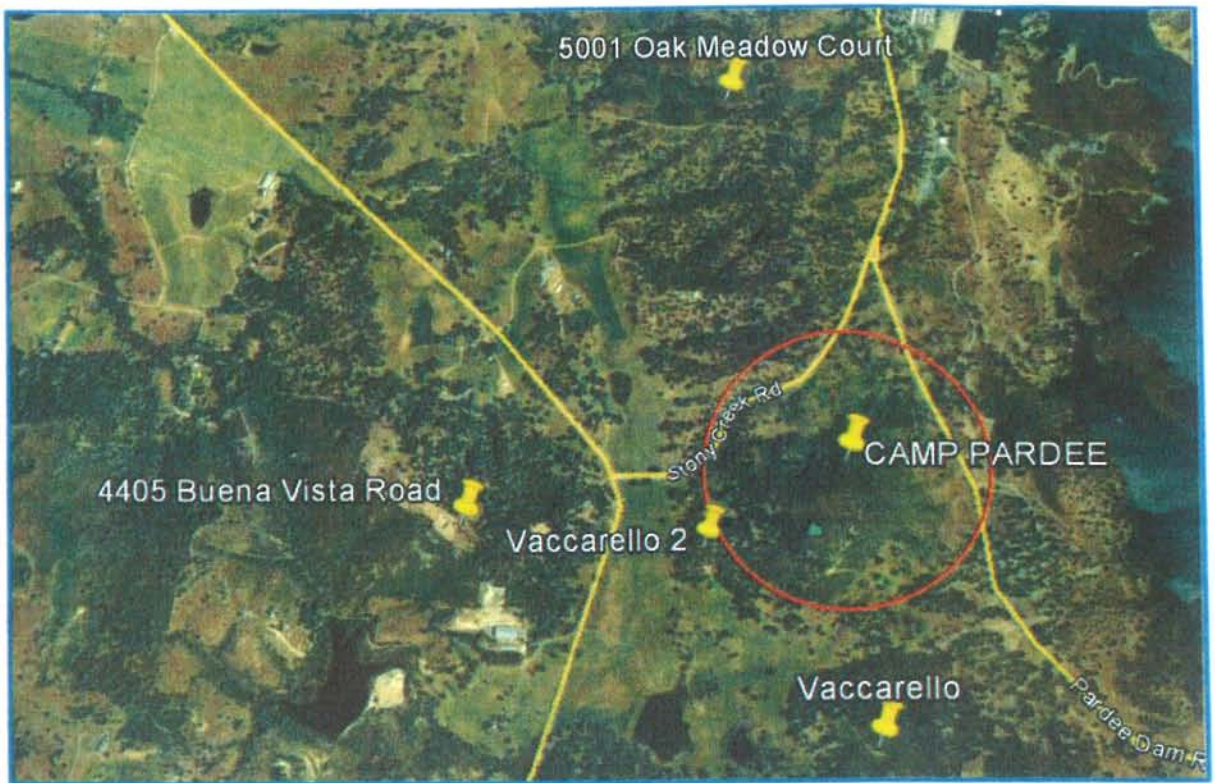 5001 Oak Meadow Court
Stony Creek Rd
CAMP PARDEE
4405 Buena Vista Road
Vaccarello 2
Vaccarello
Pardee Dam R